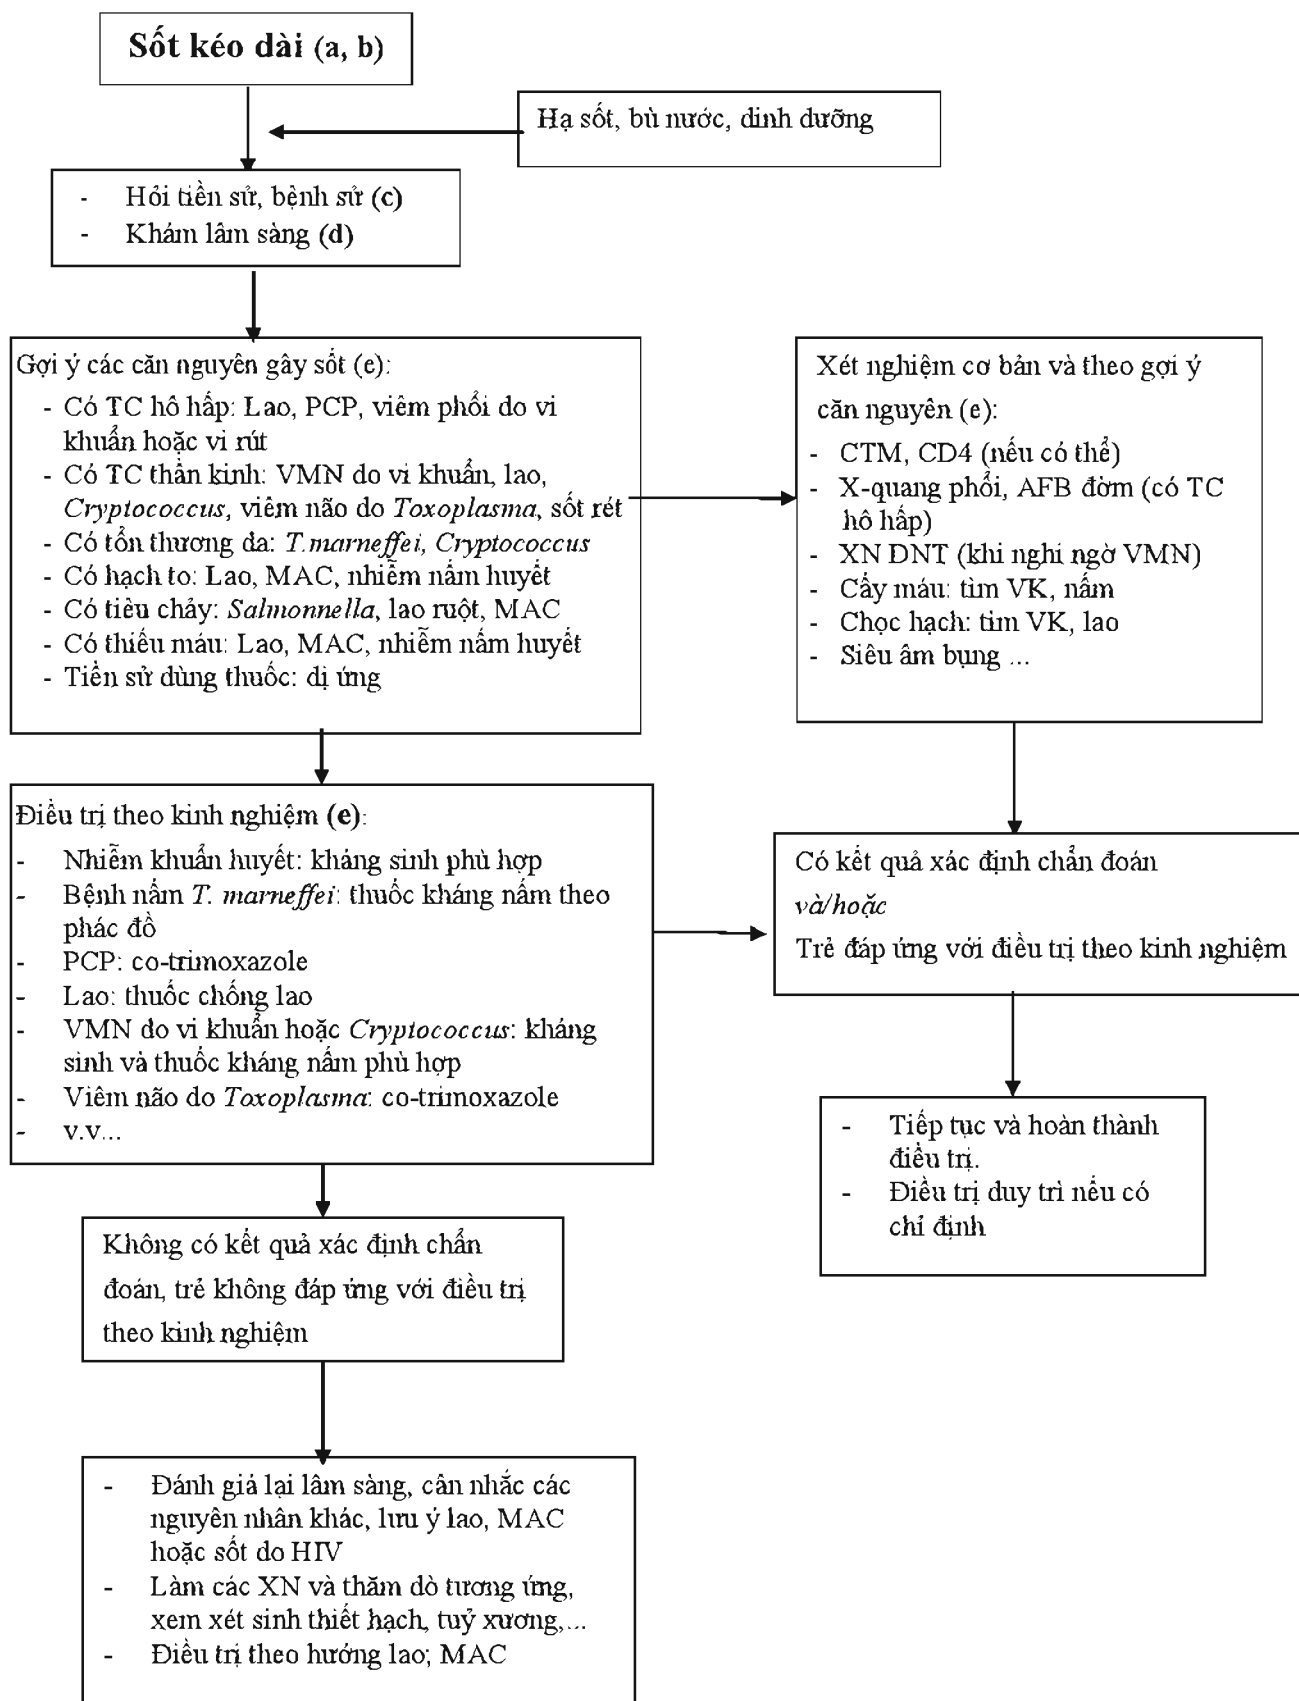 Sốt kéo dài (a, b)
Hạ sốt, bù nước, dinh dưỡng
- Hỏi tiền sử, bệnh sử (c)
- Khám lâm sàng (d)
Gợi ý các căn nguyên gây sốt (e):
- Có TC hô hấp: Lao, PCP, viêm phổi do vi
khuẩn hoặc vi rút
- Có TC thần kinh: VMN do vi khuẩn, lao,
Cryptococcus, viêm não do Toxoplasma, sốt rét
- Có tổn thương da: T.marneffei, Cryptococcus
- Có hạch to: Lao, MAC, nhiễm nấm huyết
- Có tiêu chảy: Salmonnella, lao ruột, MAC
- Có thiếu máu: Lao, MAC, nhiễm nấm huyết
- Tiền sử dùng thuốc: dị ứng
Xét nghiệm cơ bản và theo gợi ý
căn nguyên (e):
- CTM, CD4 (nếu có thể)
- X-quang phổi, AFB đờm (có TC
hô hấp)
- XN DNT (khi nghi ngờ VMN)
- Cấy máu: tìm VK, nấm
- Chọc hạch: tìm VK, lao
- Siêu âm bụng ...
Điều trị theo kinh nghiệm (e):
- Nhiễm khuẩn huyết: kháng sinh phù hợp
- Bệnh nấm T. marneffei: thuốc kháng nấm theo
phác đồ
- PCP: co-trimoxazole
- Lao: thuốc chống lao
- VMN do vi khuẩn hoặc Cryptococcus: kháng
sinh và thuốc kháng nấm phù hợp
- Viêm não do Toxoplasma: co-trimoxazole
- v.v...
Có kết quả xác định chẩn đoán
và/hoặc
Trẻ đáp ứng với điều trị theo kinh nghiệm
- Tiếp tục và hoàn thành
điều trị.
- Điều trị duy trì nếu có
chỉ định
Không có kết quả xác định chẩn
đoán, trẻ không đáp ứng với điều trị
theo kinh nghiệm
- Đánh giá lại lâm sàng, cân nhắc các
nguyên nhân khác, lưu ý lao, MAC
hoặc sốt do HIV
- Làm các XN và thăm dò tương ứng,
xem xét sinh thiết hạch, tuỷ xương,...
- Điều trị theo hướng lao; MAC